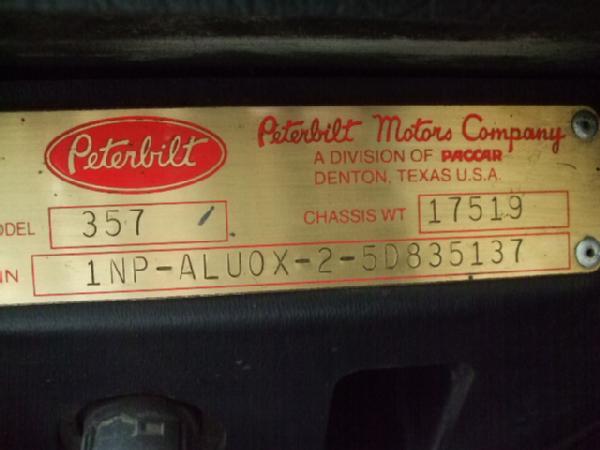 Peterbilt
Peterbilt Motors Company
A DIVISION OF PACCAR
DENTON, TEXAS U.S.A.
ODEL 357
CHASSIS WT 17519
IN 1NP-ALU0X-2-5D835137